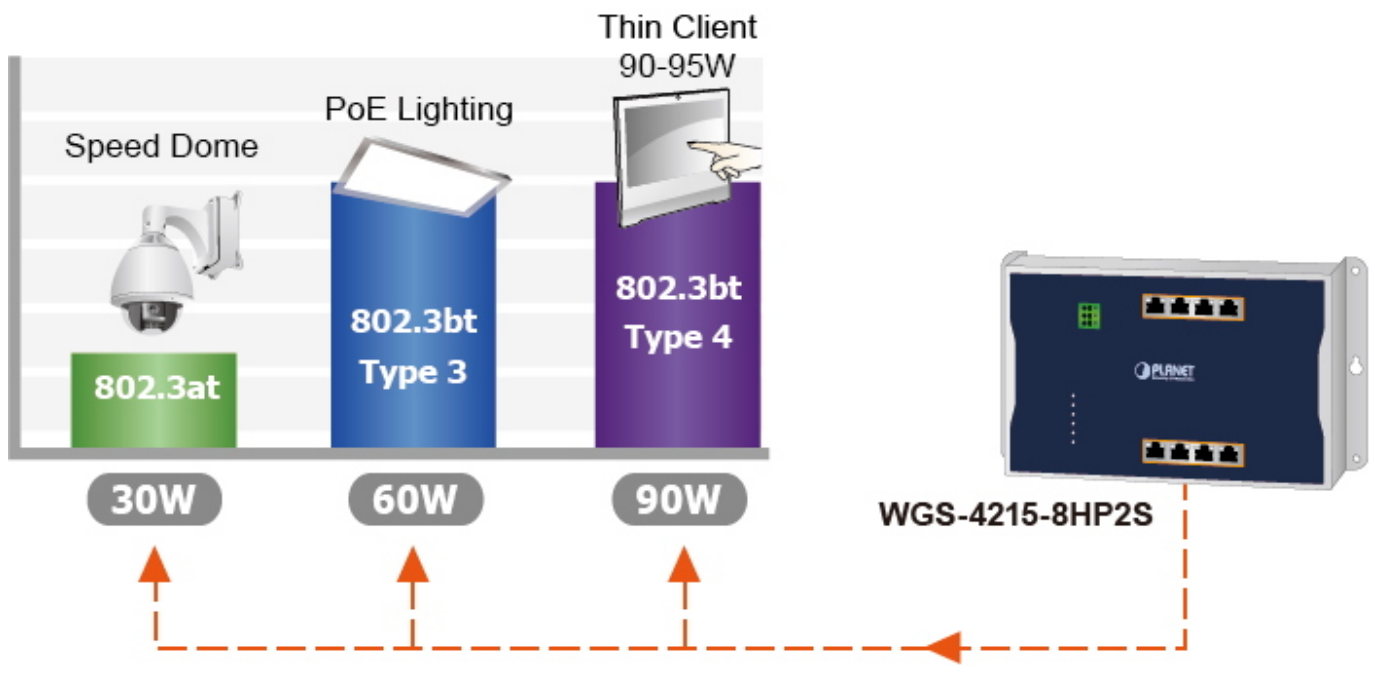 Thin Client
90-95W
PoE Lighting
Speed Dome
802.3at
802.3bt
Type 3
802.3bt
Type 4
30W
60W
90W
PLANET
WGS-4215-8HP2S